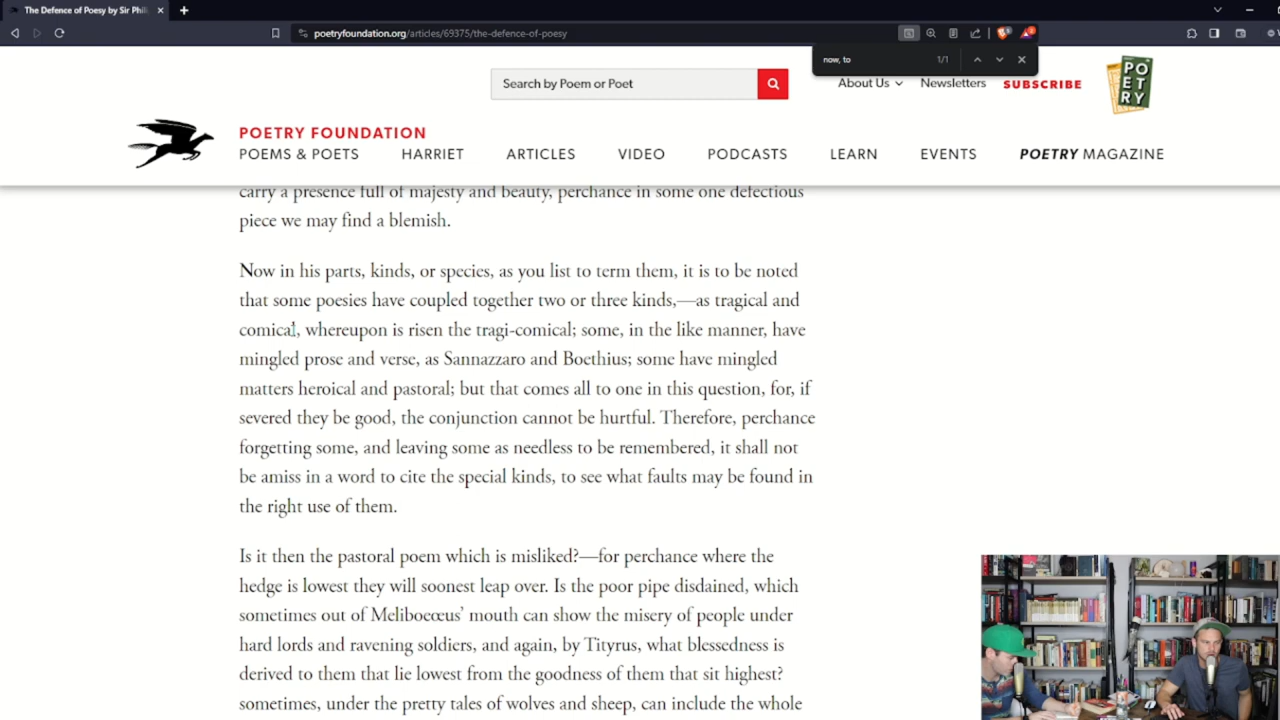 The Defence of Poesy by Sir Phil
poetryfoundation.org/articles/69375/the-defence-of-poesy
now, to 1/1
Search by Poem or Poet
About Us
Newsletters
SUBSCRIBE
PO
ET
RY
POETRY FOUNDATION
POEMS & POETS HARRIET ARTICLES VIDEO PODCASTS LEARN EVENTS POETRY MAGAZINE
carry a presence full of majesty and beauty, perchance in some one defectious
piece we may find a blemish.
Now in his parts, kinds, or species, as you list to term them, it is to be noted
that some poesies have coupled together two or three kinds,—as tragical and
comical, whereupon is risen the tragi-comical; some, in the like manner, have
mingled prose and verse, as Sannazzaro and Boethius; some have mingled
matters heroical and pastoral; but that comes all to one in this question, for, if
severed they be good, the conjunction cannot be hurtful. Therefore, perchance
forgetting some, and leaving some as needless to be remembered, it shall not
be amiss in a word to cite the special kinds, to see what faults may be found in
the right use of them.
Is it then the pastoral poem which is misliked?—for perchance where the
hedge is lowest they will soonest leap over. Is the poor pipe disdained, which
sometimes out of Melibœus’ mouth can show the misery of people under
hard lords and ravening soldiers, and again, by Tityrus, what blessedness is
derived to them that lie lowest from the goodness of them that sit highest?
sometimes, under the pretty tales of wolves and sheep, can include the whole